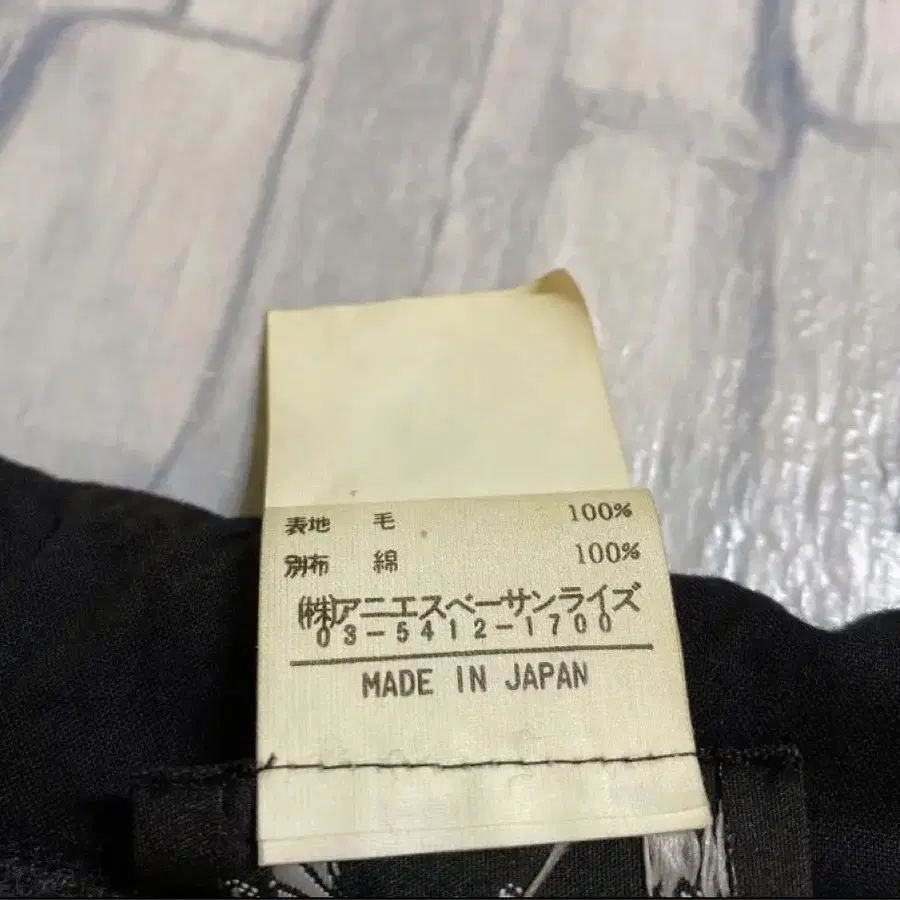 表地 毛 100%
別布 綿 100%
(株)アニエスベーサンライズ
03-5412-1700
MADE IN JAPAN